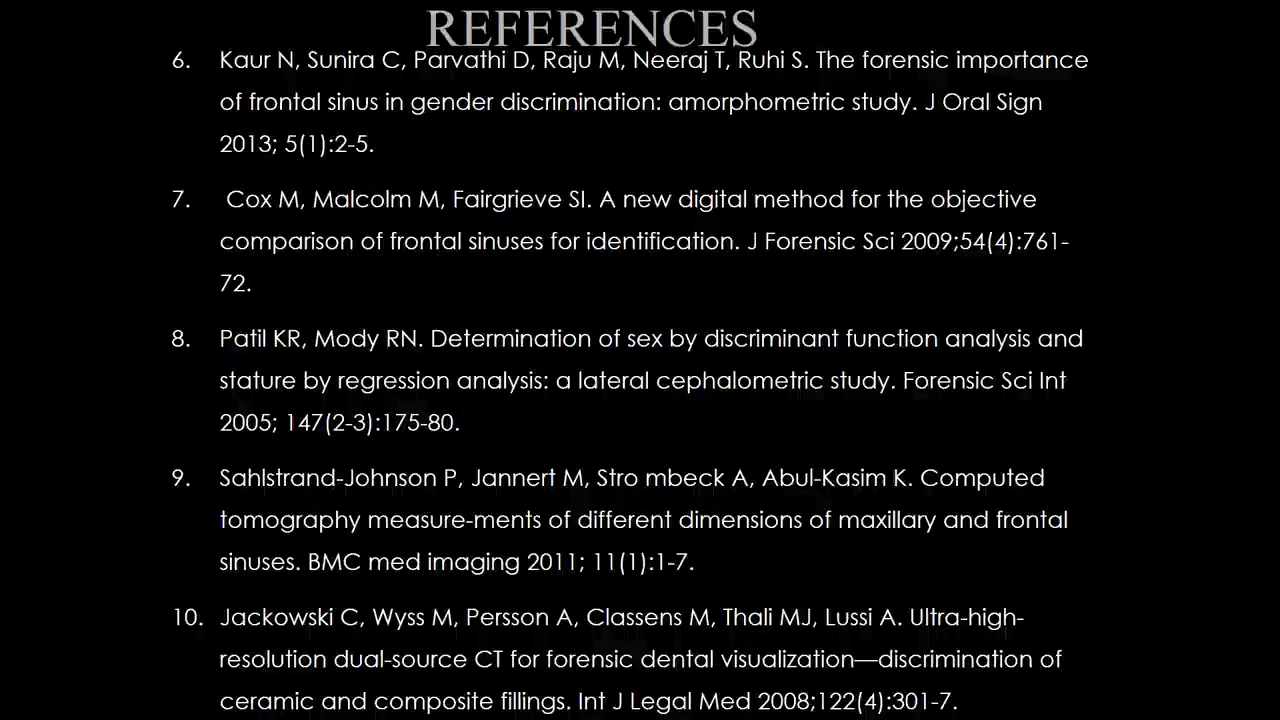 REFERENCES
6. Kaur N, Sunira C, Parvathi D, Raju M, Neeraj T, Ruhi S. The forensic importance
of frontal sinus in gender discrimination: amorphometric study. J Oral Sign
2013; 5(1):2-5.
7. Cox M, Malcolm M, Fairgrieve SI. A new digital method for the objective
comparison of frontal sinuses for identification. J Forensic Sci 2009;54(4):761-
72.
8. Patil KR, Mody RN. Determination of sex by discriminant function analysis and
stature by regression analysis: a lateral cephalometric study. Forensic Sci Int
2005; 147(2-3):175-80.
9. Sahlstrand-Johnson P, Jannert M, Stro mbeck A, Abul-Kasim K. Computed
tomography measure-ments of different dimensions of maxillary and frontal
sinuses. BMC med imaging 2011; 11(1):1-7.
10. Jackowski C, Wyss M, Persson A, Classens M, Thali MJ, Lussi A. Ultra-high-
resolution dual-source CT for forensic dental visualization—discrimination of
ceramic and composite fillings. Int J Legal Med 2008;122(4):301-7.